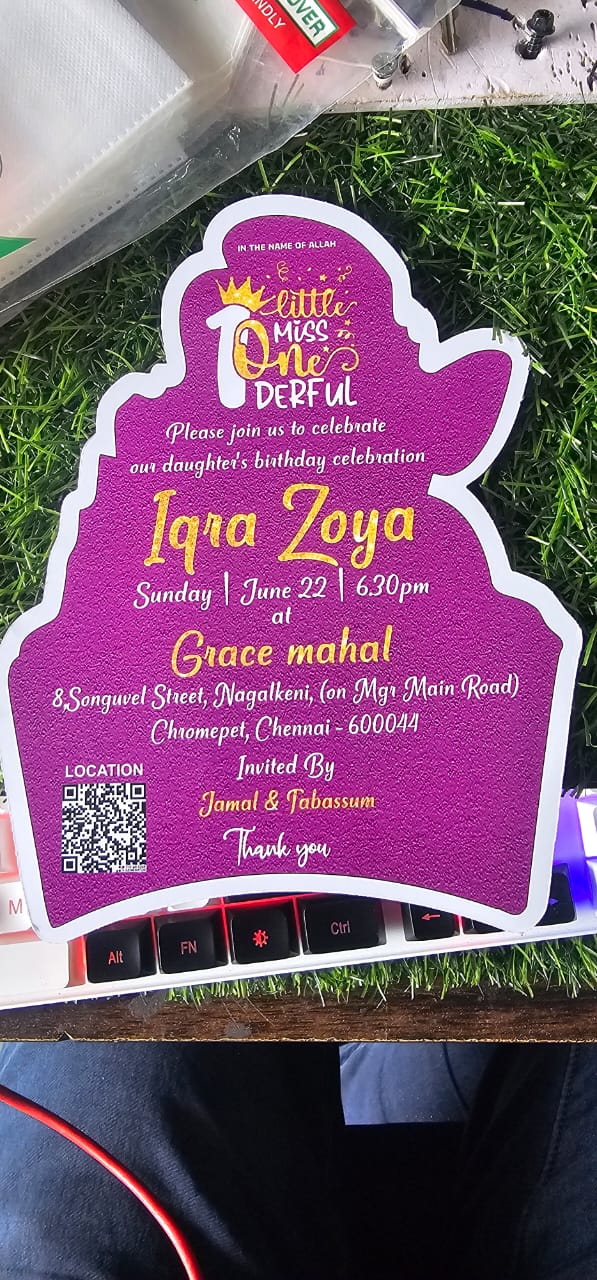 OVER
NDLY
IN THE NAME OF ALLAH
1 little
MISS
One
DERFUL
Please join us to celebrate
our daughter's birthday celebration
Iqra Zoya
Sunday | June 22 | 6.30pm
at
Grace mahal
8,Songuvel Street, Nagalkeni, (on Mgr Main Road)
Chromepet, Chennai - 600044
LOCATION
Invited By
Jamal & Tabassum
Thank you
M
Alt FN Ctrl ←